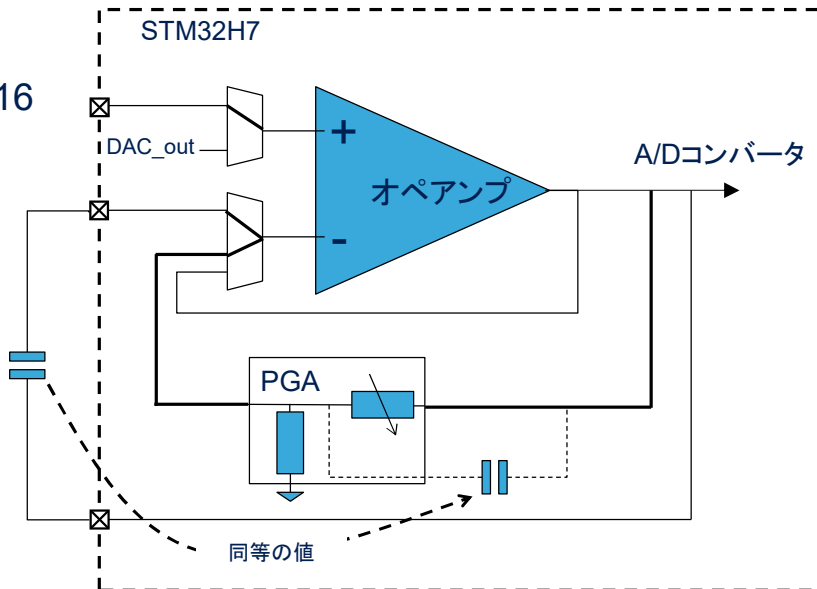 STM32H7
16
DAC_out
+
オペアンプ
-
A/Dコンバータ
PGA
同等の値